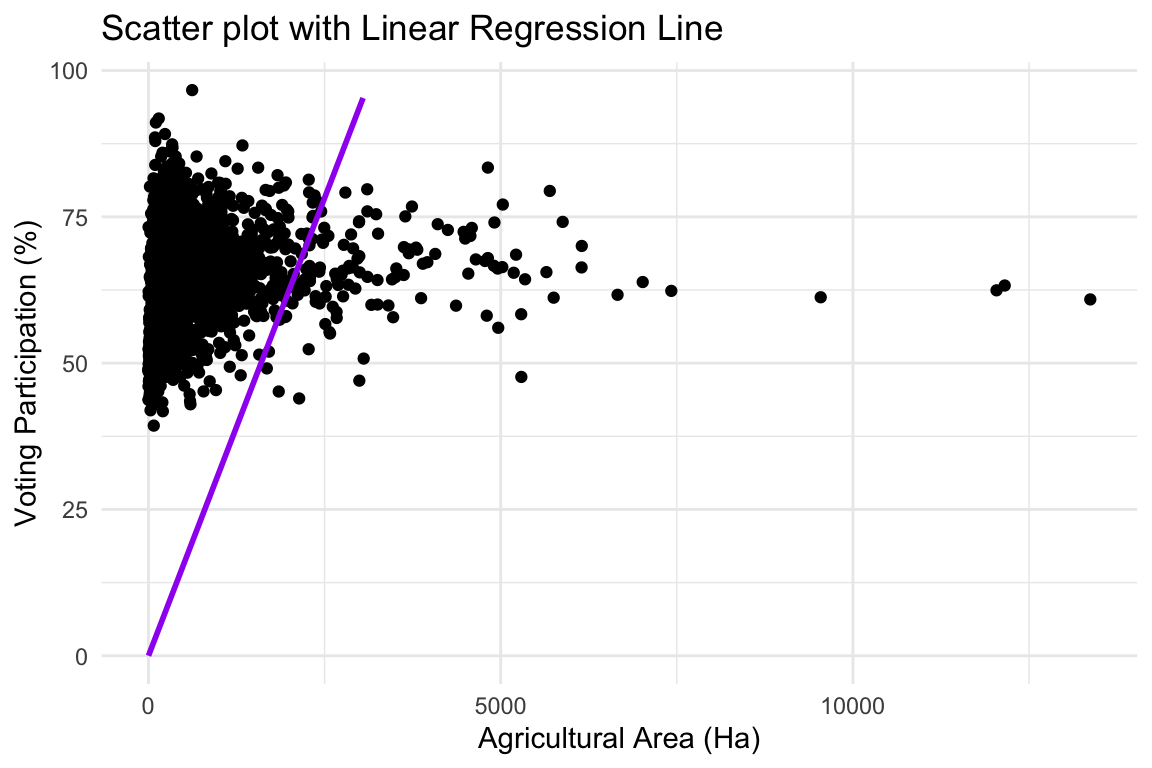 Scatter plot with Linear Regression Line
100
75
50
25
0
Voting Participation (%)
0 5000 10000
Agricultural Area (Ha)